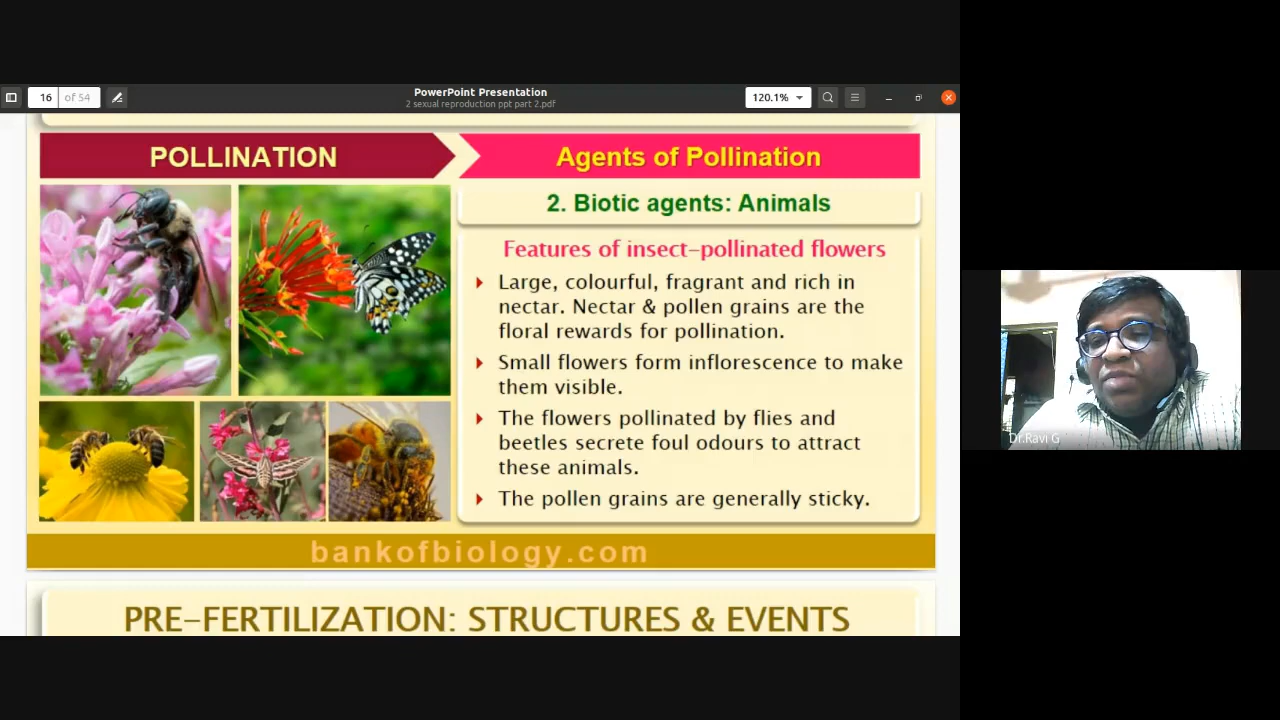 16 of 54
PowerPoint Presentation
2 sexual reproduction ppt part 2.pdf
120.1%
POLLINATION
Agents of Pollination
2. Biotic agents: Animals
Features of insect–pollinated flowers
Large, colourful, fragrant and rich in
nectar. Nectar & pollen grains are the
floral rewards for pollination.
Small flowers form inflorescence to make
them visible.
The flowers pollinated by flies and
beetles secrete foul odours to attract
these animals.
The pollen grains are generally sticky.
bankofbiology.com
PRE–FERTILIZATION: STRUCTURES & EVENTS
Dr.Ravi G